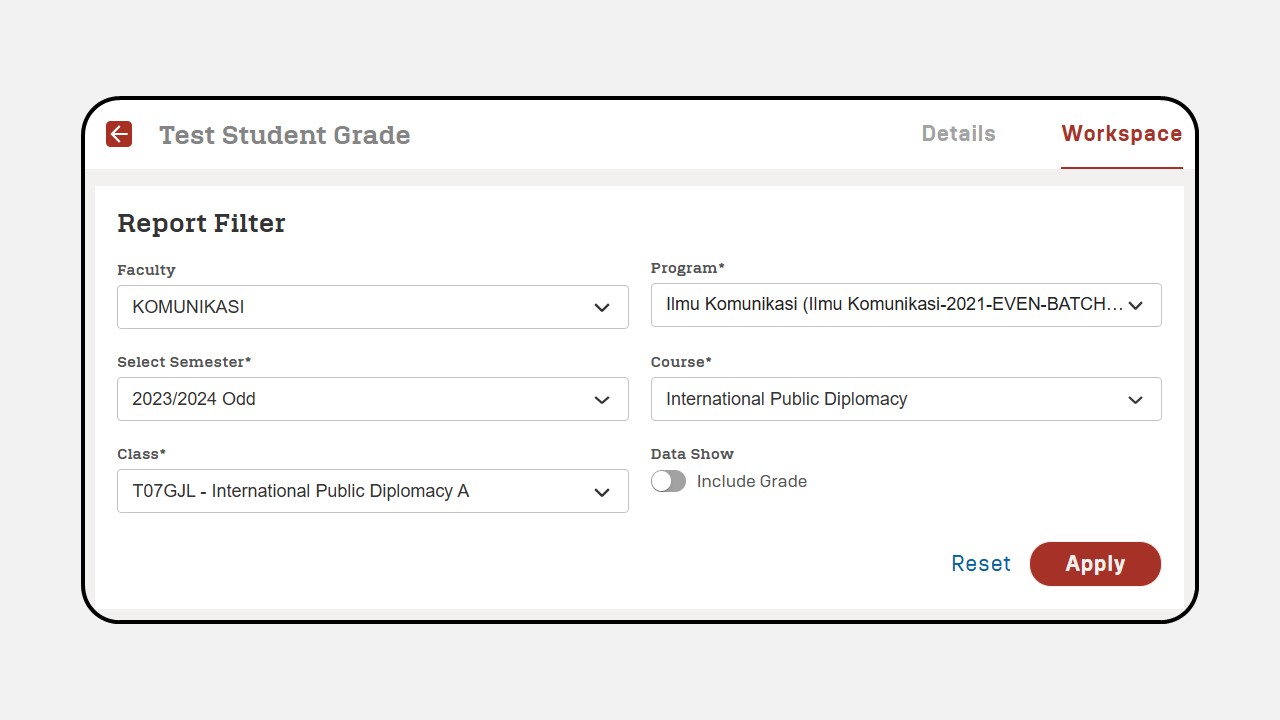 Test Student Grade
Details
Workspace
Report Filter
Faculty
KOMUNIKASI
Program*
Ilmu Komunikasi (Ilmu Komunikasi-2021-EVEN-BATCH...
Select Semester*
2023/2024 Odd
Course*
International Public Diplomacy
Class*
T07GJL - International Public Diplomacy A
Data Show
Include Grade
Reset
Apply